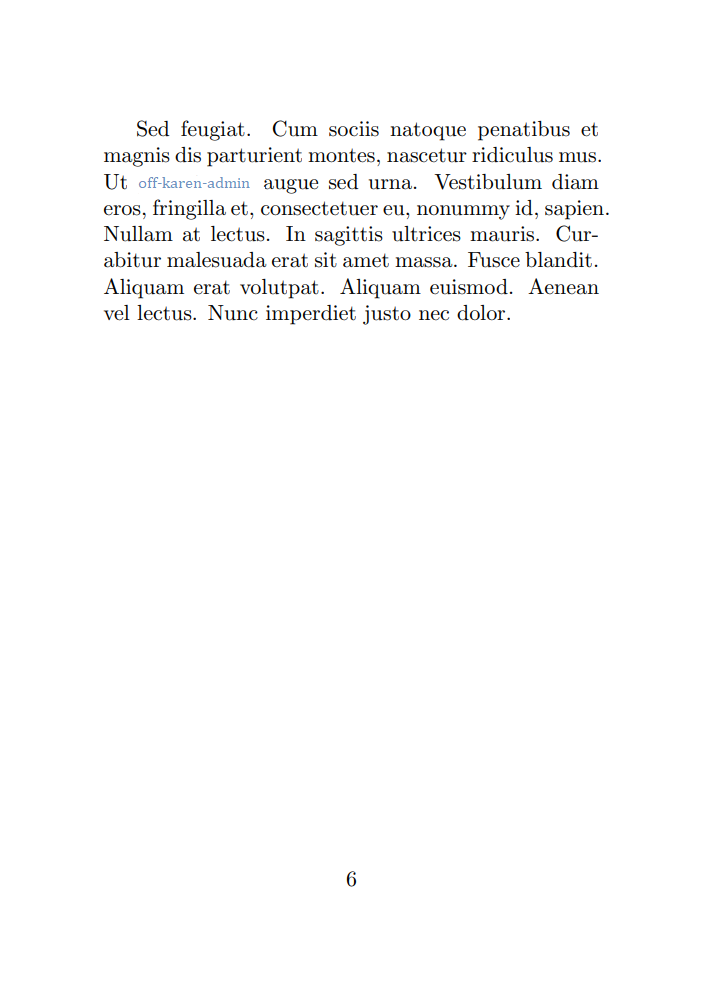 Sed feugiat. Cum sociis natoque penatibus et
magnis dis parturient montes, nascetur ridiculus mus.
Ut off-karen-admin augue sed urna. Vestibulum diam
eros, fringilla et, consectetuer eu, nonummy id, sapien.
Nullam at lectus. In sagittis ultrices mauris. Cur-
abitur malesuada erat sit amet massa. Fusce blandit.
Aliquam erat volutpat. Aliquam euismod. Aenean
vel lectus. Nunc imperdiet justo nec dolor.
6